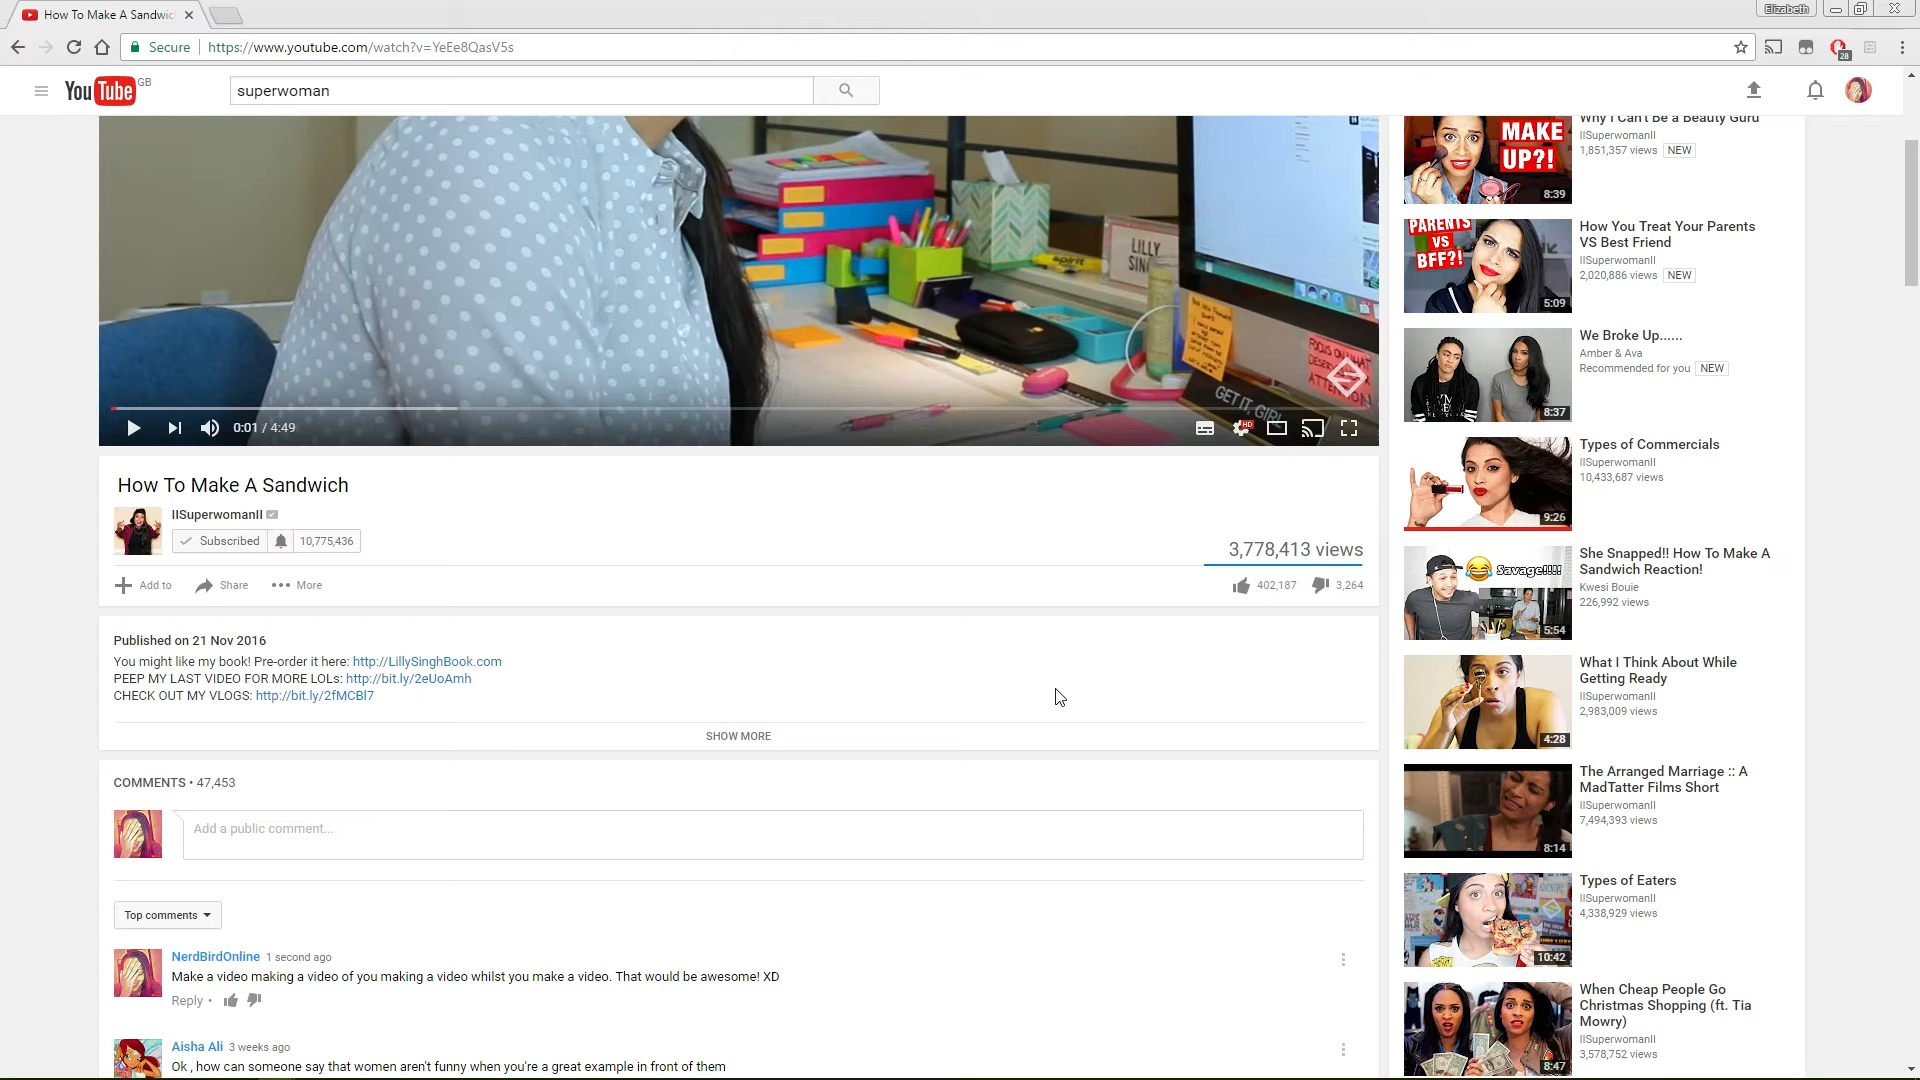 How To Make A Sandwic
Elizabeth
Secure
https://www.youtube.com/watch?v=YeEe8QasV5s
28
YouTube GB
superwoman
LILLY
GET IT, GIRL
FOCUS ON WHAT
ATTENTION
HD
0:01 / 4:49
How To Make A Sandwich
IISuperwomanII
Subscribed
10,775,436
3,778,413 views
Add to
Share
More
402,187
3,264
Published on 21 Nov 2016
You might like my book! Pre-order it here: http://LillySinghBook.com
PEEP MY LAST VIDEO FOR MORE LOLs: http://bit.ly/2eUoAmh
CHECK OUT MY VLOGS: http://bit.ly/2fMCBl7
SHOW MORE
COMMENTS • 47,453
Add a public comment...
Top comments
NerdBirdOnline 1 second ago
Make a video making a video of you making a video whilst you make a video. That would be awesome! XD
Reply •
Aisha Ali 3 weeks ago
Ok , how can someone say that women aren't funny when you're a great example in front of them
MAKE
UP?!
8:39
Why I Can't Be a Beauty Guru
IISuperwomanII
1,851,357 views NEW
PARENTS
VS
BFF?!
5:09
How You Treat Your Parents
VS Best Friend
IISuperwomanII
2,020,886 views NEW
8:37
We Broke Up......
Amber & Ava
Recommended for you NEW
9:26
Types of Commercials
IISuperwomanII
10,433,687 views
Savage!!!!
5:54
She Snapped!! How To Make A
Sandwich Reaction!
Kwesi Bouie
226,992 views
4:28
What I Think About While
Getting Ready
IISuperwomanII
2,983,009 views
8:14
The Arranged Marriage :: A
MadTatter Films Short
IISuperwomanII
7,494,393 views
10:42
Types of Eaters
IISuperwomanII
4,338,929 views
8:47
When Cheap People Go
Christmas Shopping (ft. Tia
Mowry)
IISuperwomanII
3,578,752 views